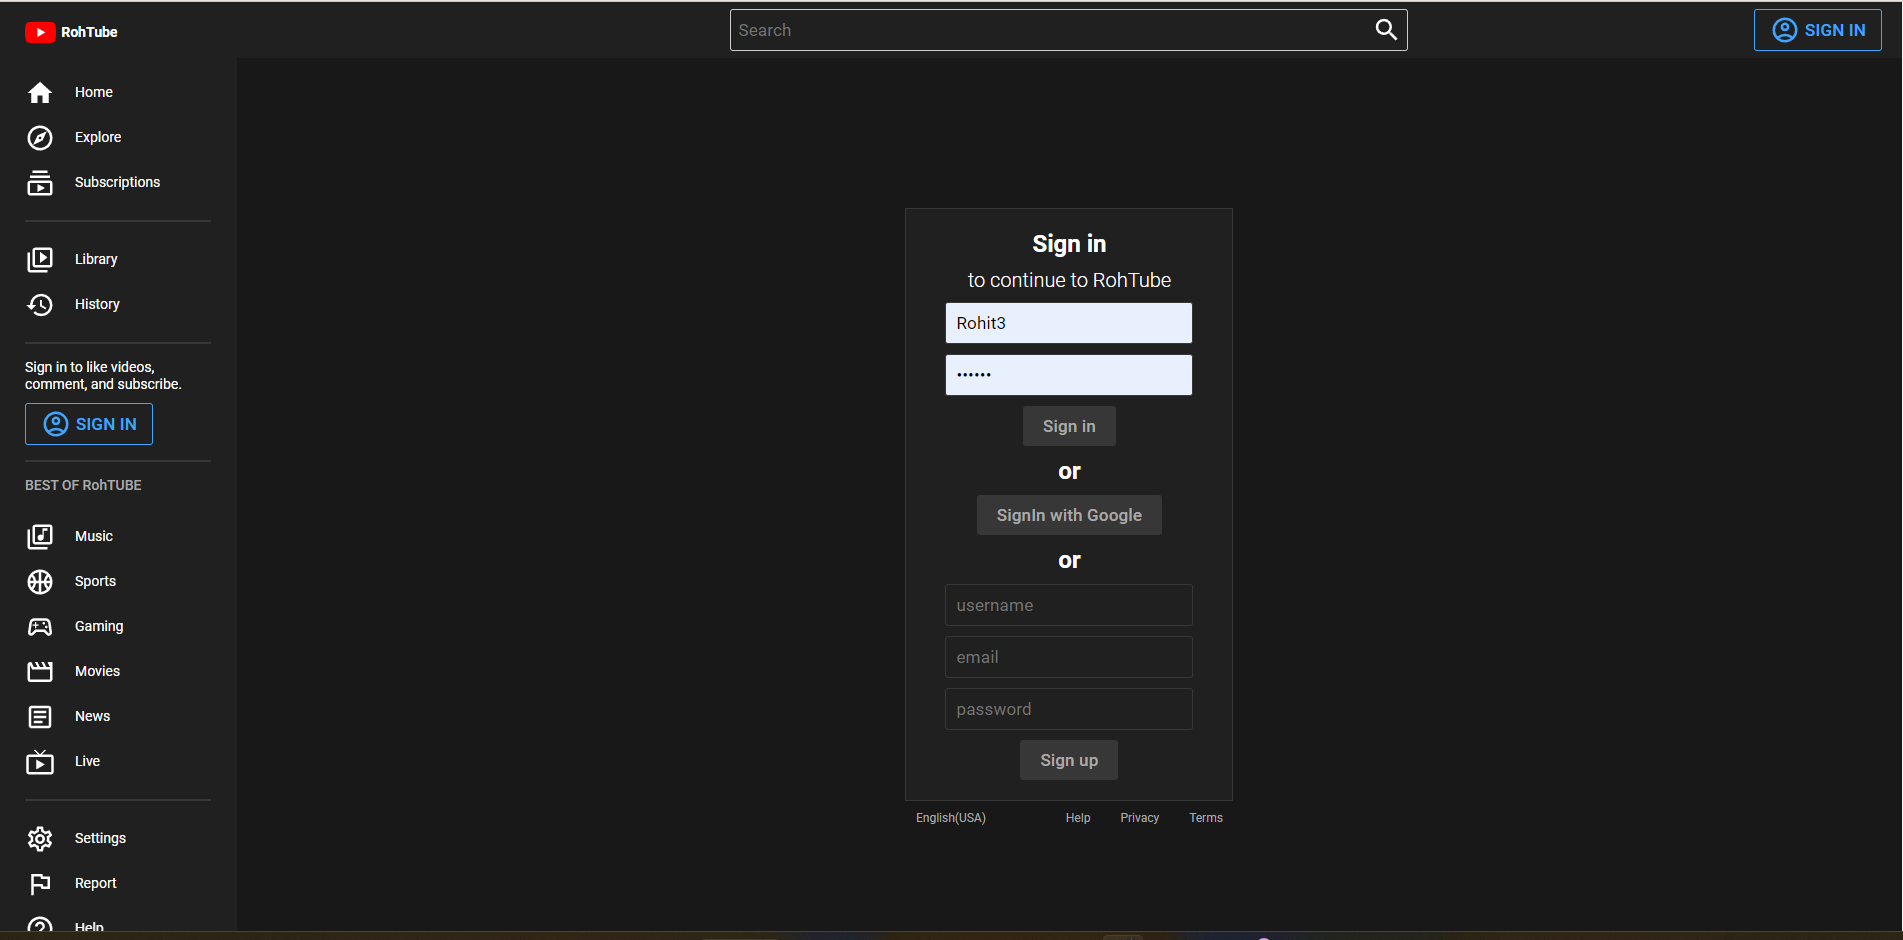 RohTube
Search
SIGN IN
Home
Explore
Subscriptions
Library
History
Sign in to like videos,
comment, and subscribe.
SIGN IN
BEST OF RohTUBE
Music
Sports
Gaming
Movies
News
Live
Settings
Report
Help
Sign in
to continue to RohTube
Rohit3
••••••
Sign in
or
SignIn with Google
or
username
email
password
Sign up
English(USA) Help Privacy Terms